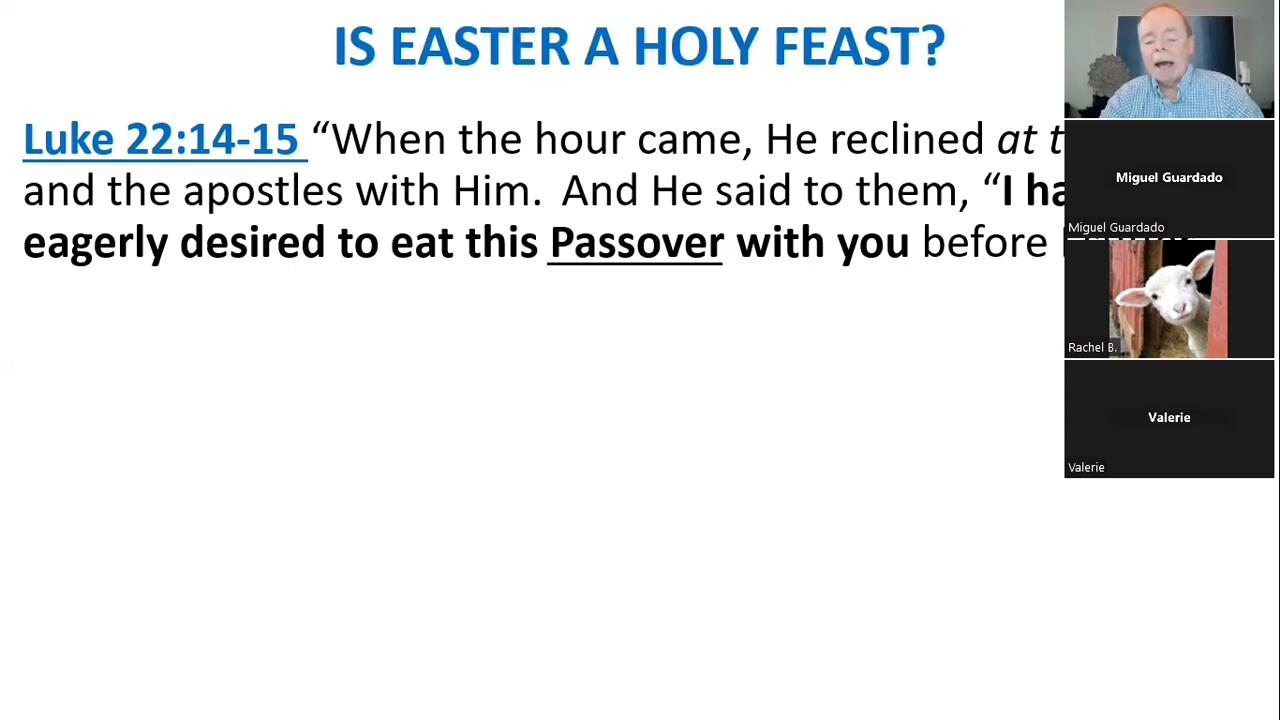 IS EASTER A HOLY FEAST?
Luke 22:14-15 “When the hour came, He reclined at
and the apostles with Him. And He said to them, “I
eagerly desired to eat this Passover with you before
Miguel Guardado
Miguel Guardado
Rachel B.
Valerie
Valerie